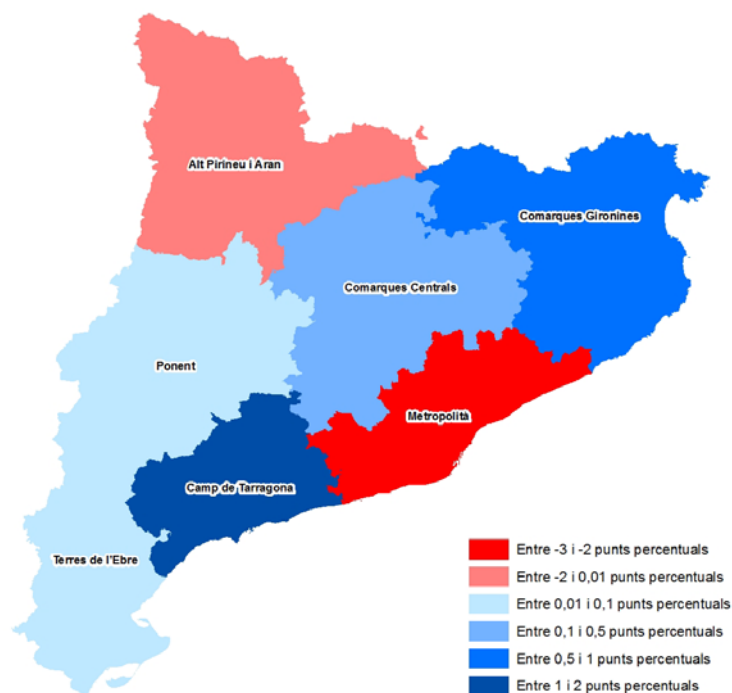 Alt Pirineu i Aran
Comarques Gironines
Comarques Centrals
Ponent
Metropolità
Camp de Tarragona
Terres de l'Ebre
Entre -3 i -2 punts percentuals
Entre -2 i 0,01 punts percentuals
Entre 0,01 i 0,1 punts percentuals
Entre 0,1 i 0,5 punts percentuals
Entre 0,5 i 1 punts percentuals
Entre 1 i 2 punts percentuals